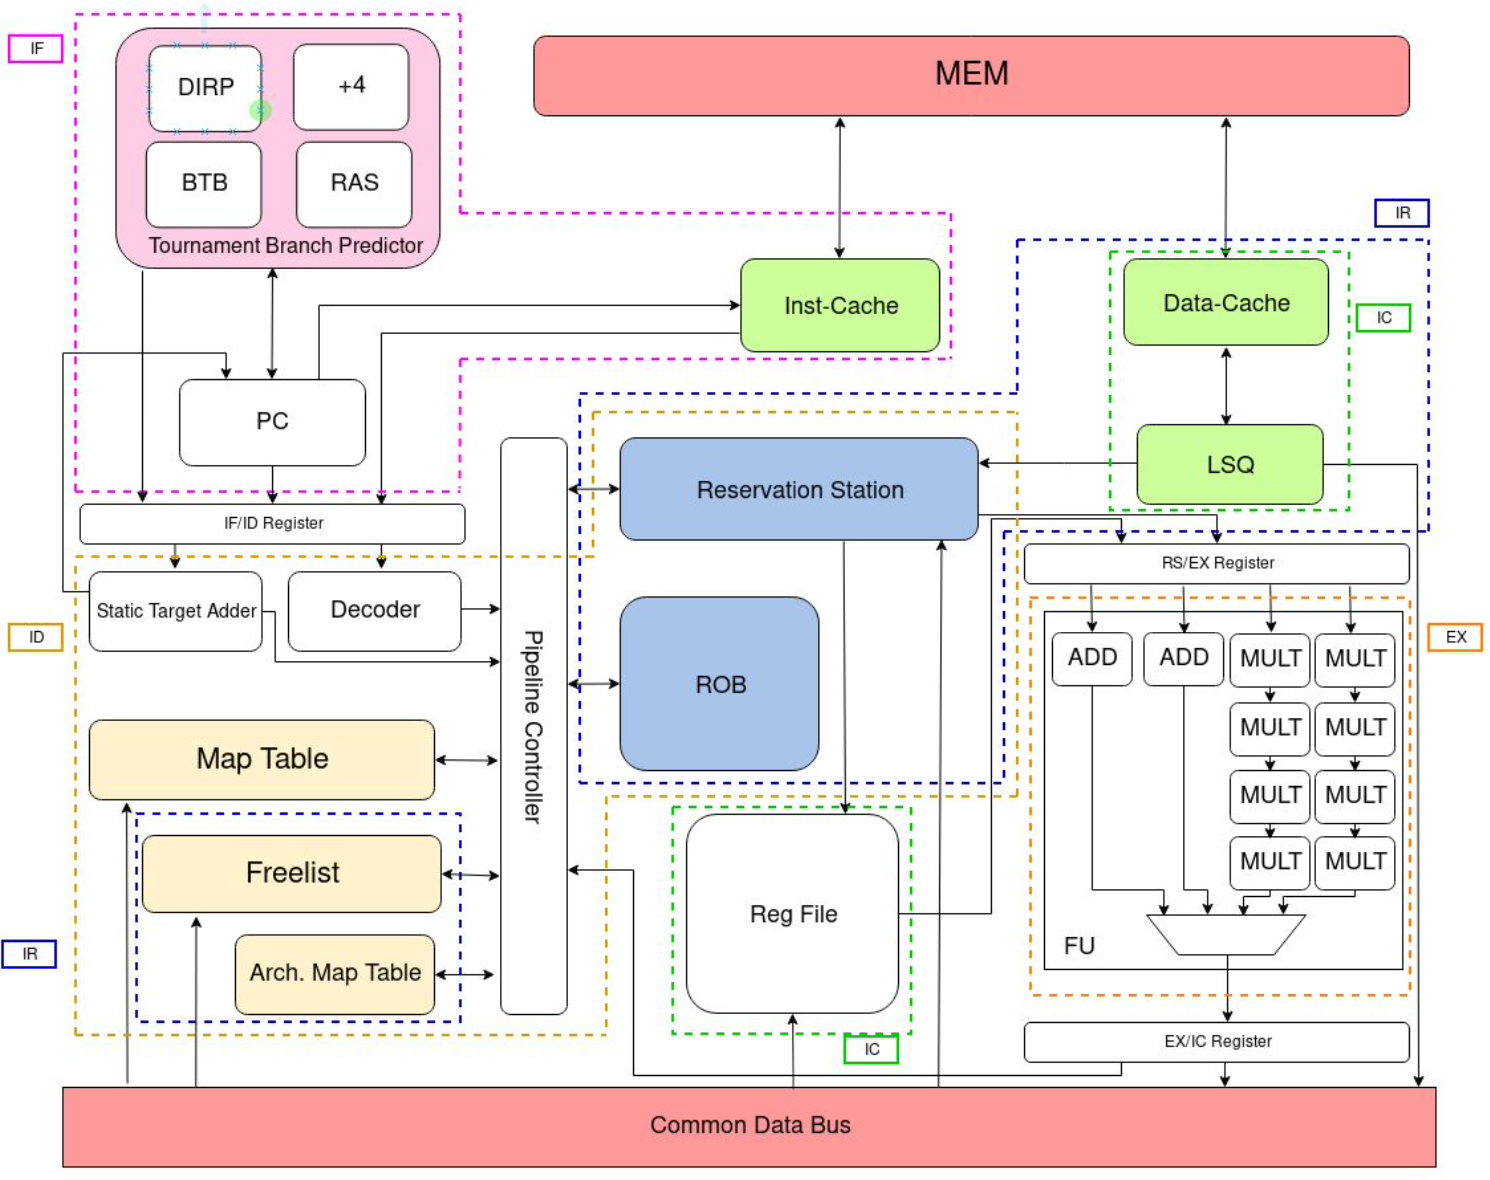 IF
DIRP
+4
BTB
RAS
Tournament Branch Predictor
MEM
IR
Inst-Cache
Data-Cache
IC
PC
LSQ
Reservation Station
IF/ID Register
RS/EX Register
Static Target Adder
Decoder
ID
Pipeline Controller
ROB
EX
ADD
ADD
MULT
MULT
MULT
MULT
MULT
MULT
MULT
MULT
Map Table
Freelist
Arch. Map Table
IR
Reg File
FU
IC
EX/IC Register
Common Data Bus